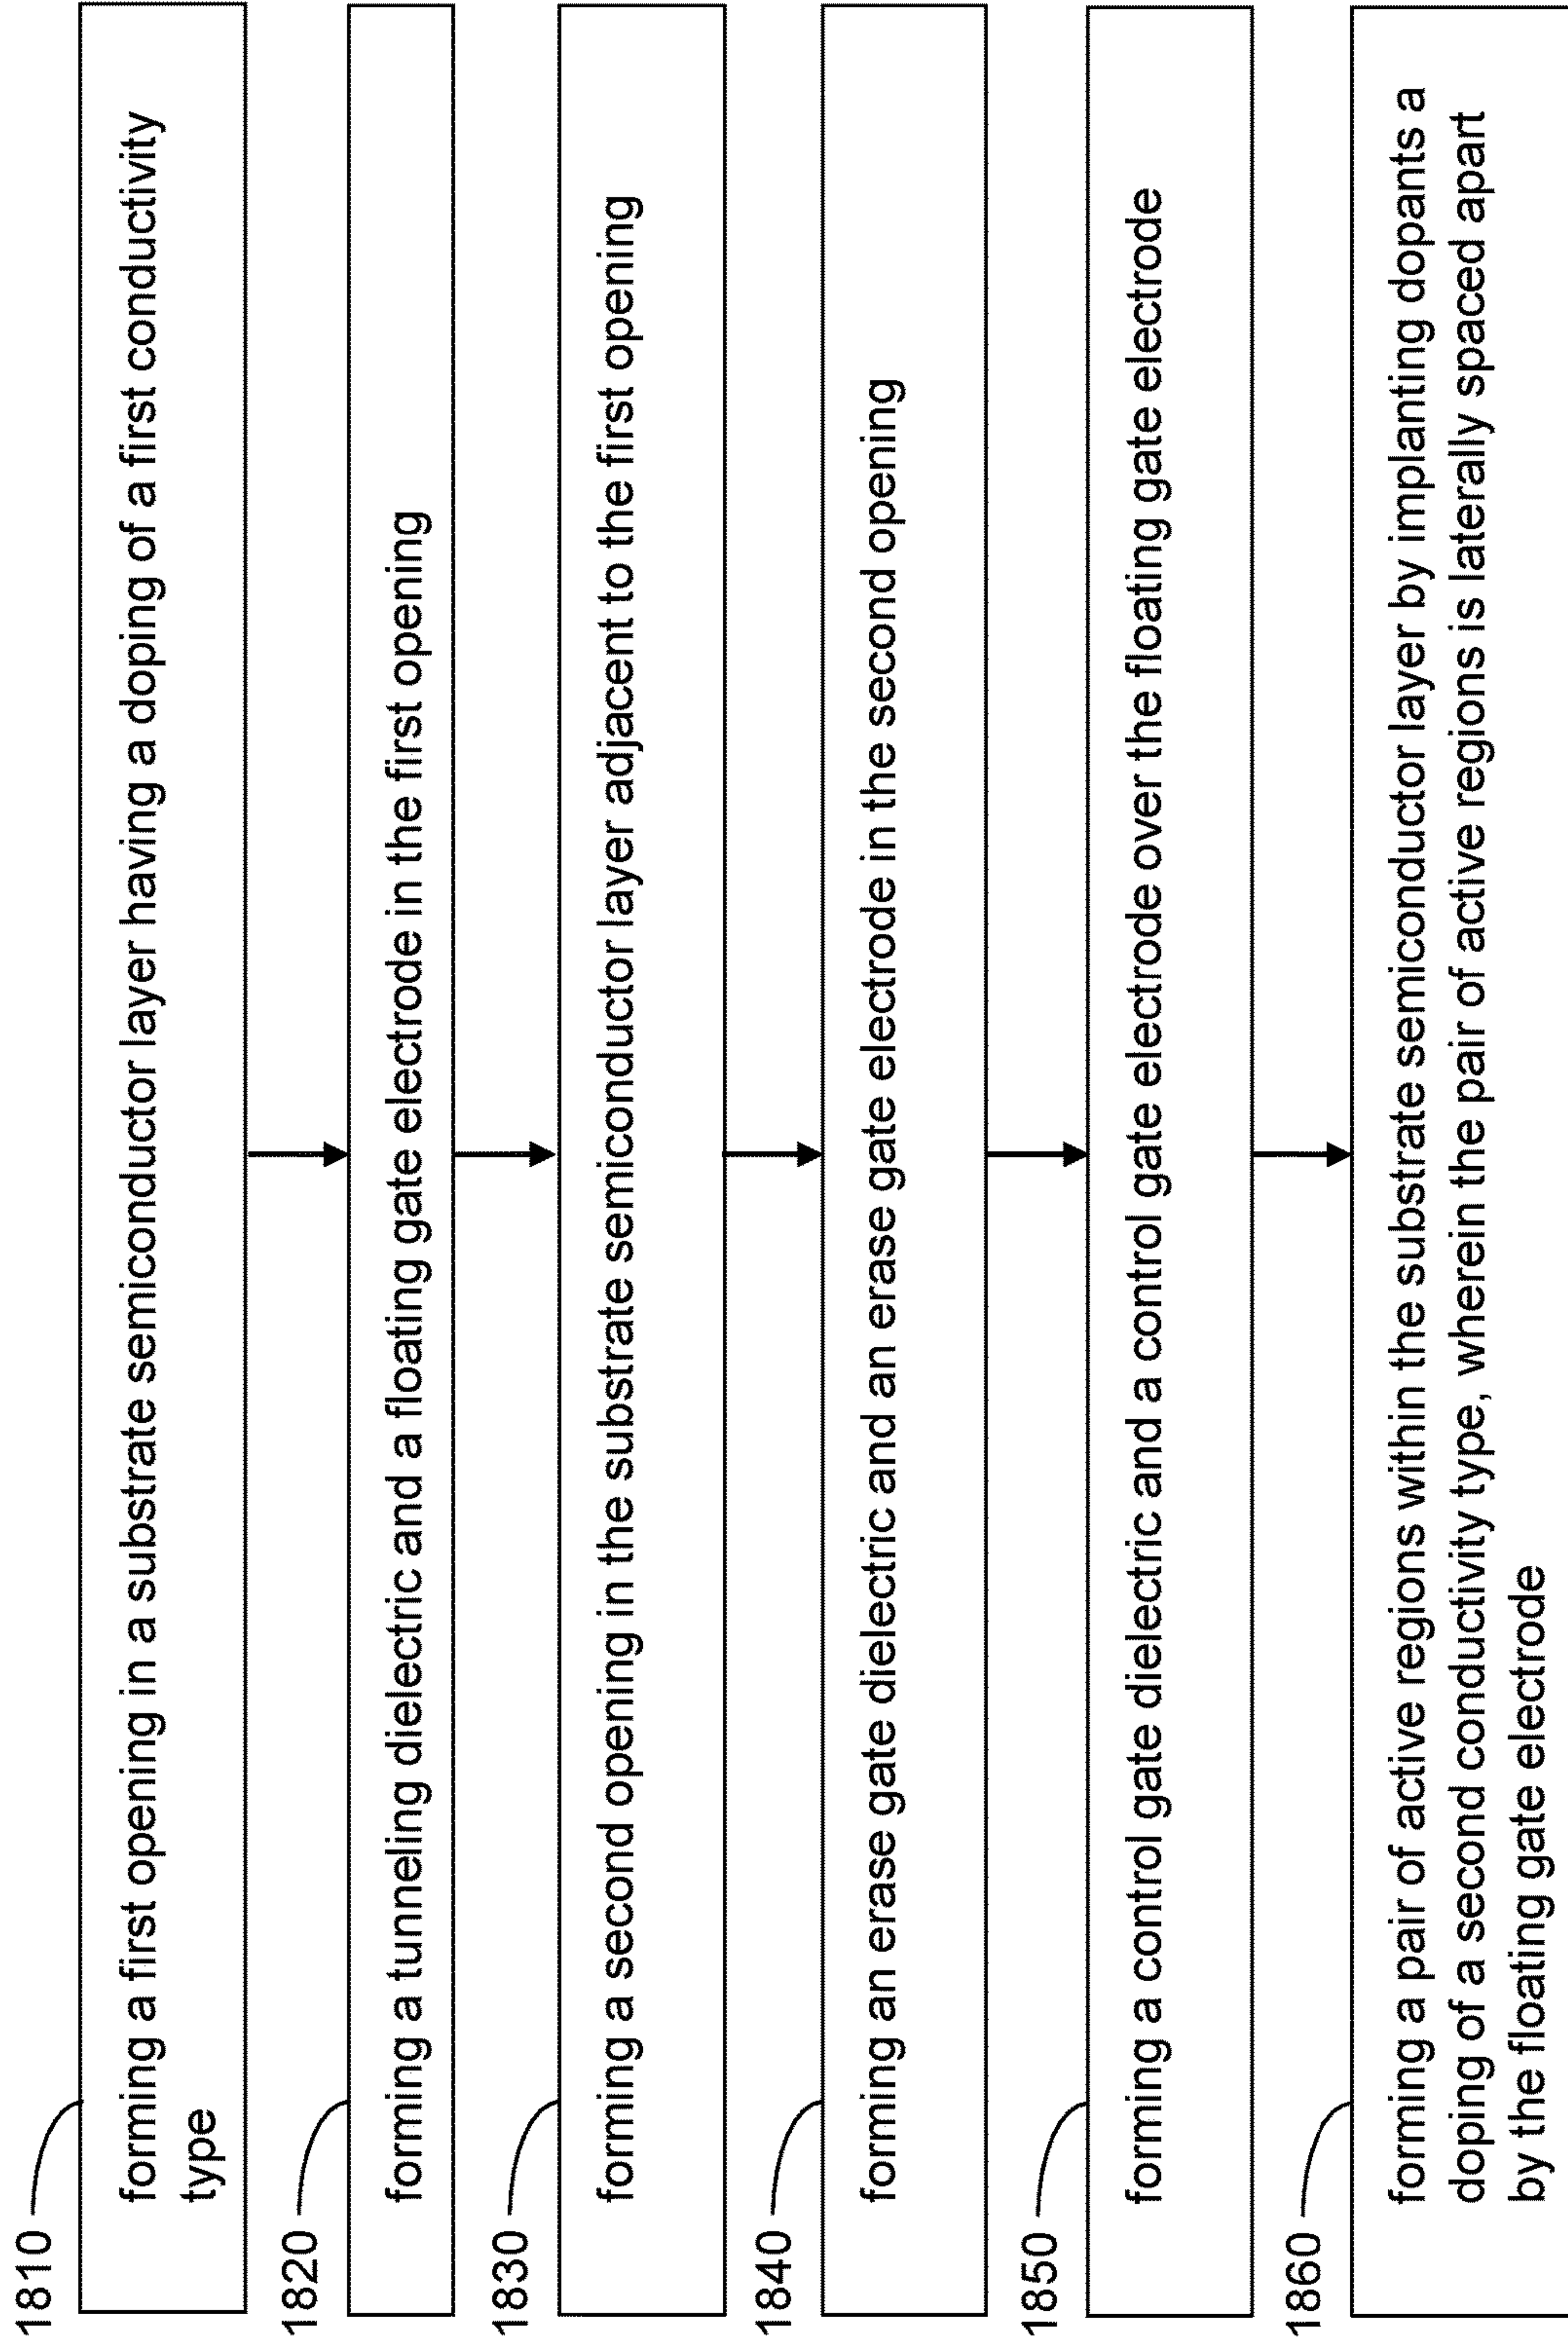 1810
forming a first opening in a substrate semiconductor layer having a doping of a first conductivity
type
1820
forming a tunneling dielectric and a floating gate electrode in the first opening
1830
forming a second opening in the substrate semiconductor layer adjacent to the first opening
1840
forming an erase gate dielectric and an erase gate electrode in the second opening
1850
forming a control gate dielectric and a control gate electrode over the floating gate electrode
1860
forming a pair of active regions within the substrate semiconductor layer by implanting dopants a
doping of a second conductivity type, wherein the pair of active regions is laterally spaced apart
by the floating gate electrode